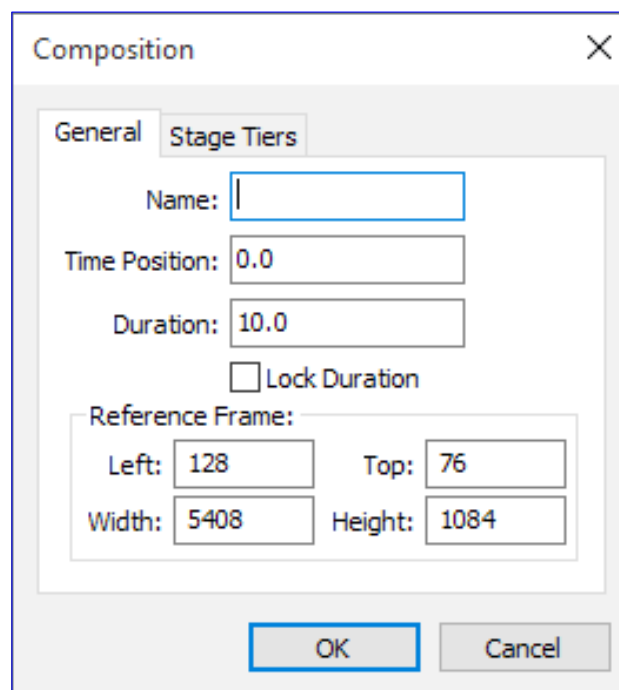 Composition
General Stage Tiers
Name:
Time Position: 0.0
Duration: 10.0
Lock Duration
Reference Frame:
Left: 128 Top: 76
Width: 5408 Height: 1084
OK Cancel